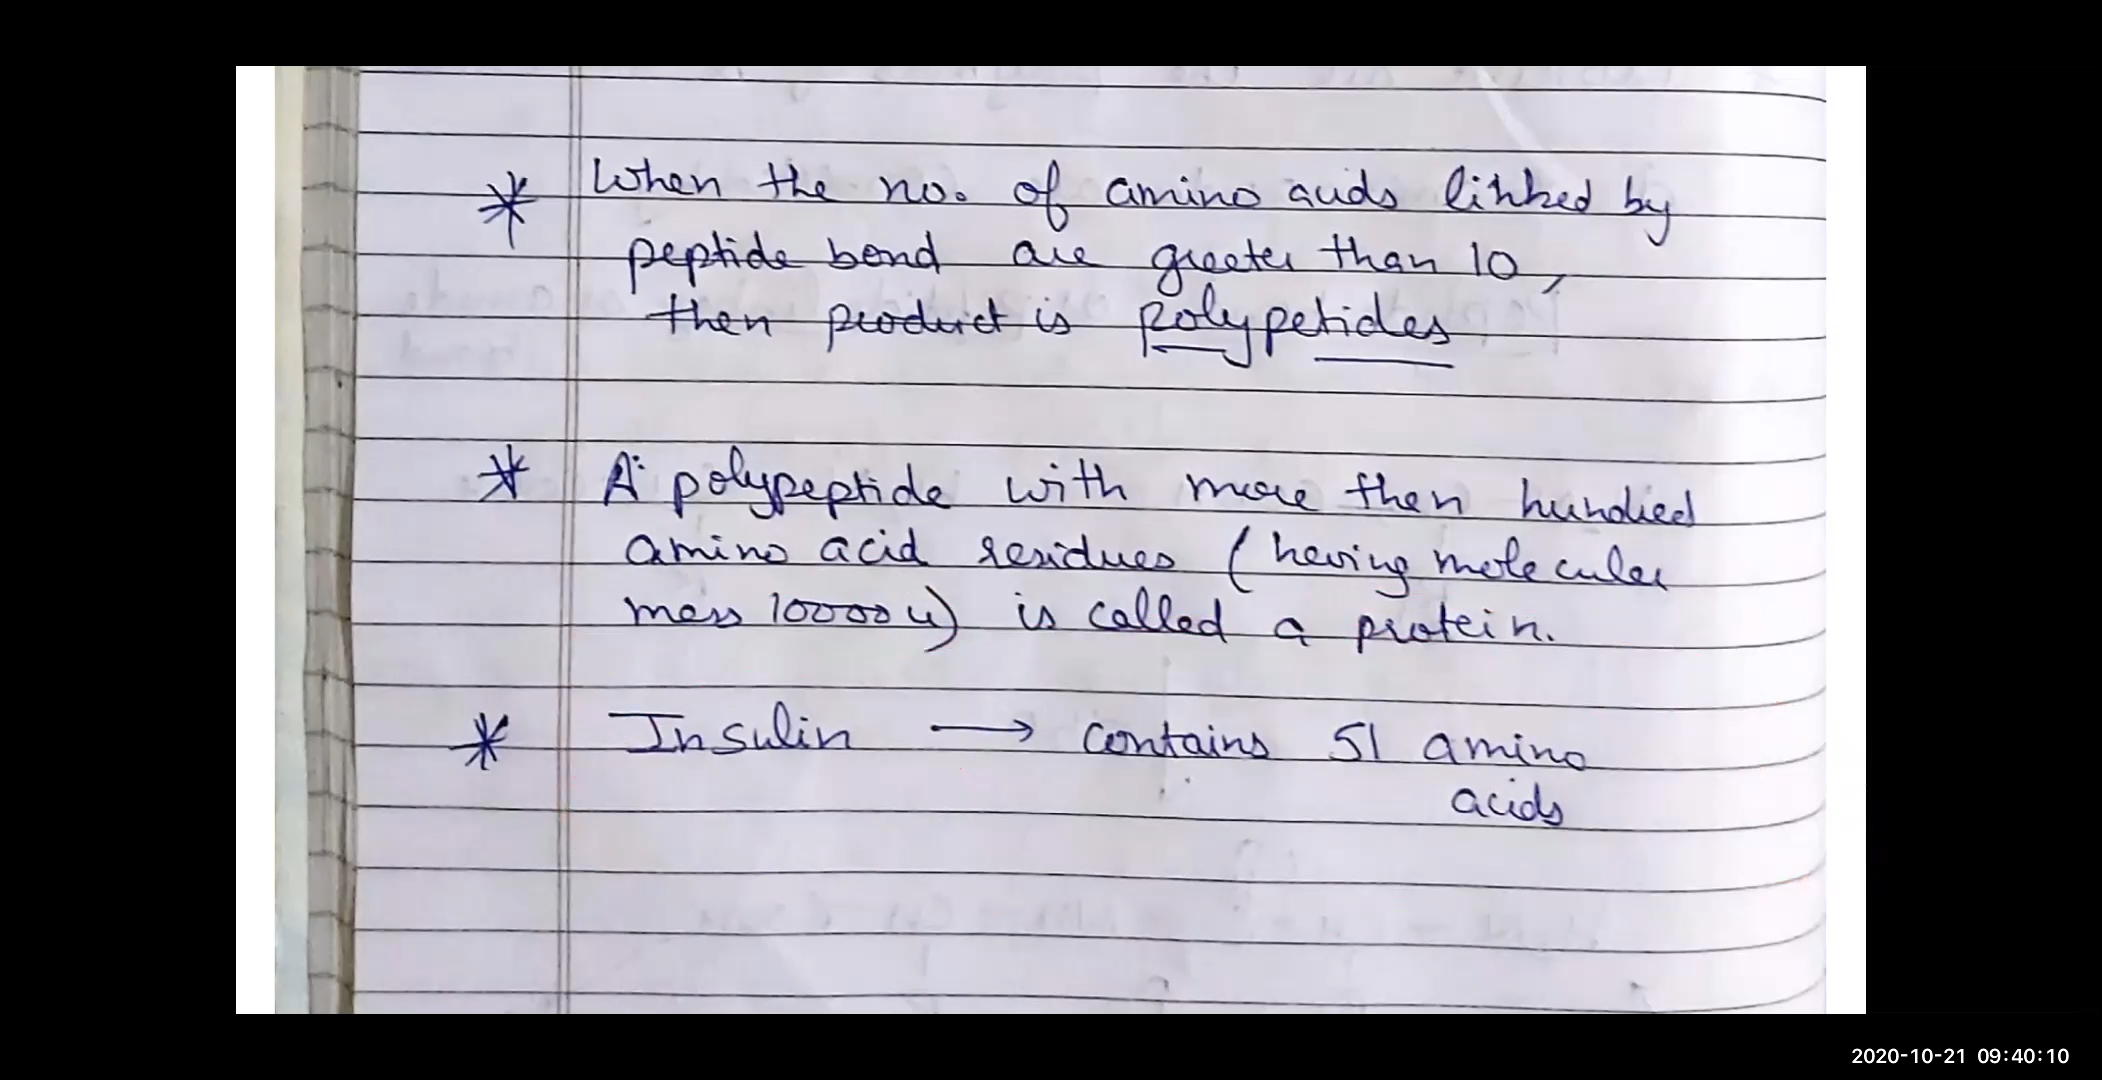 * When the no. of amino acids linked by
peptide bond are greater than 10,
then product is polypetides
* A polypeptide with more then hundred
amino acid residues (having molecular
mass 10000 u) is called a protein.
* Insulin → contains 51 amino
acids
2020-10-21 09:40:10